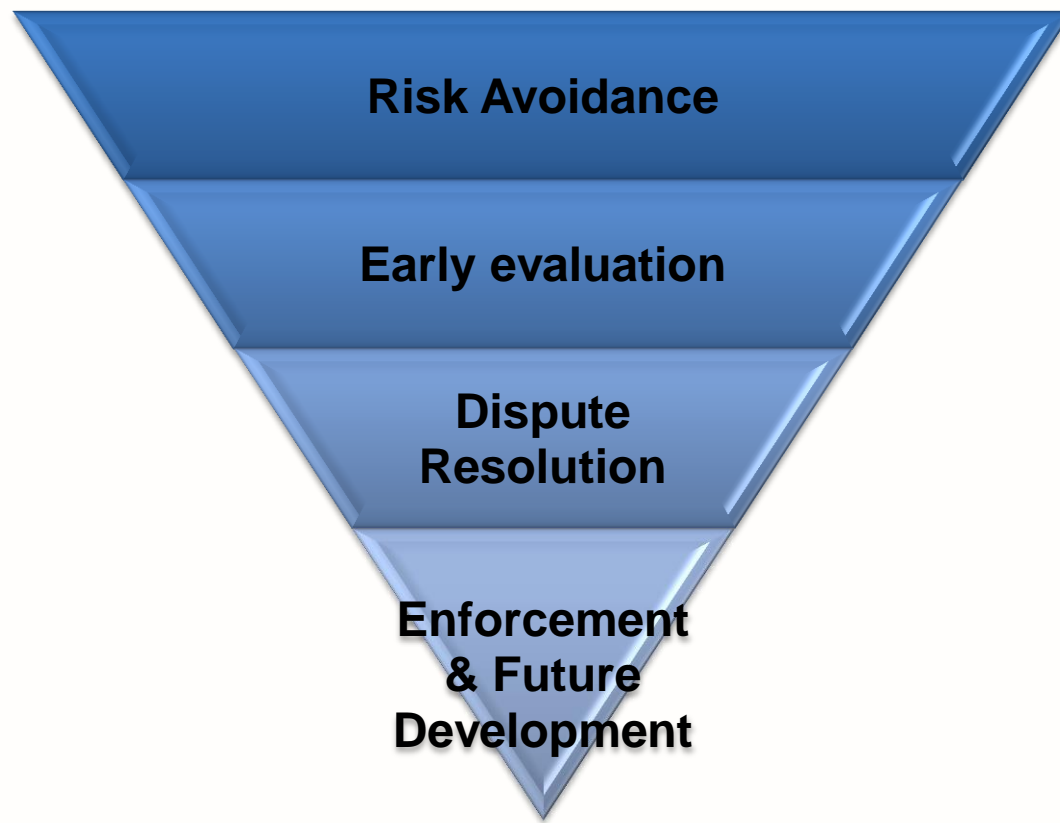 Risk Avoidance
Early evaluation
Dispute
Resolution
Enforcement
& Future
Development